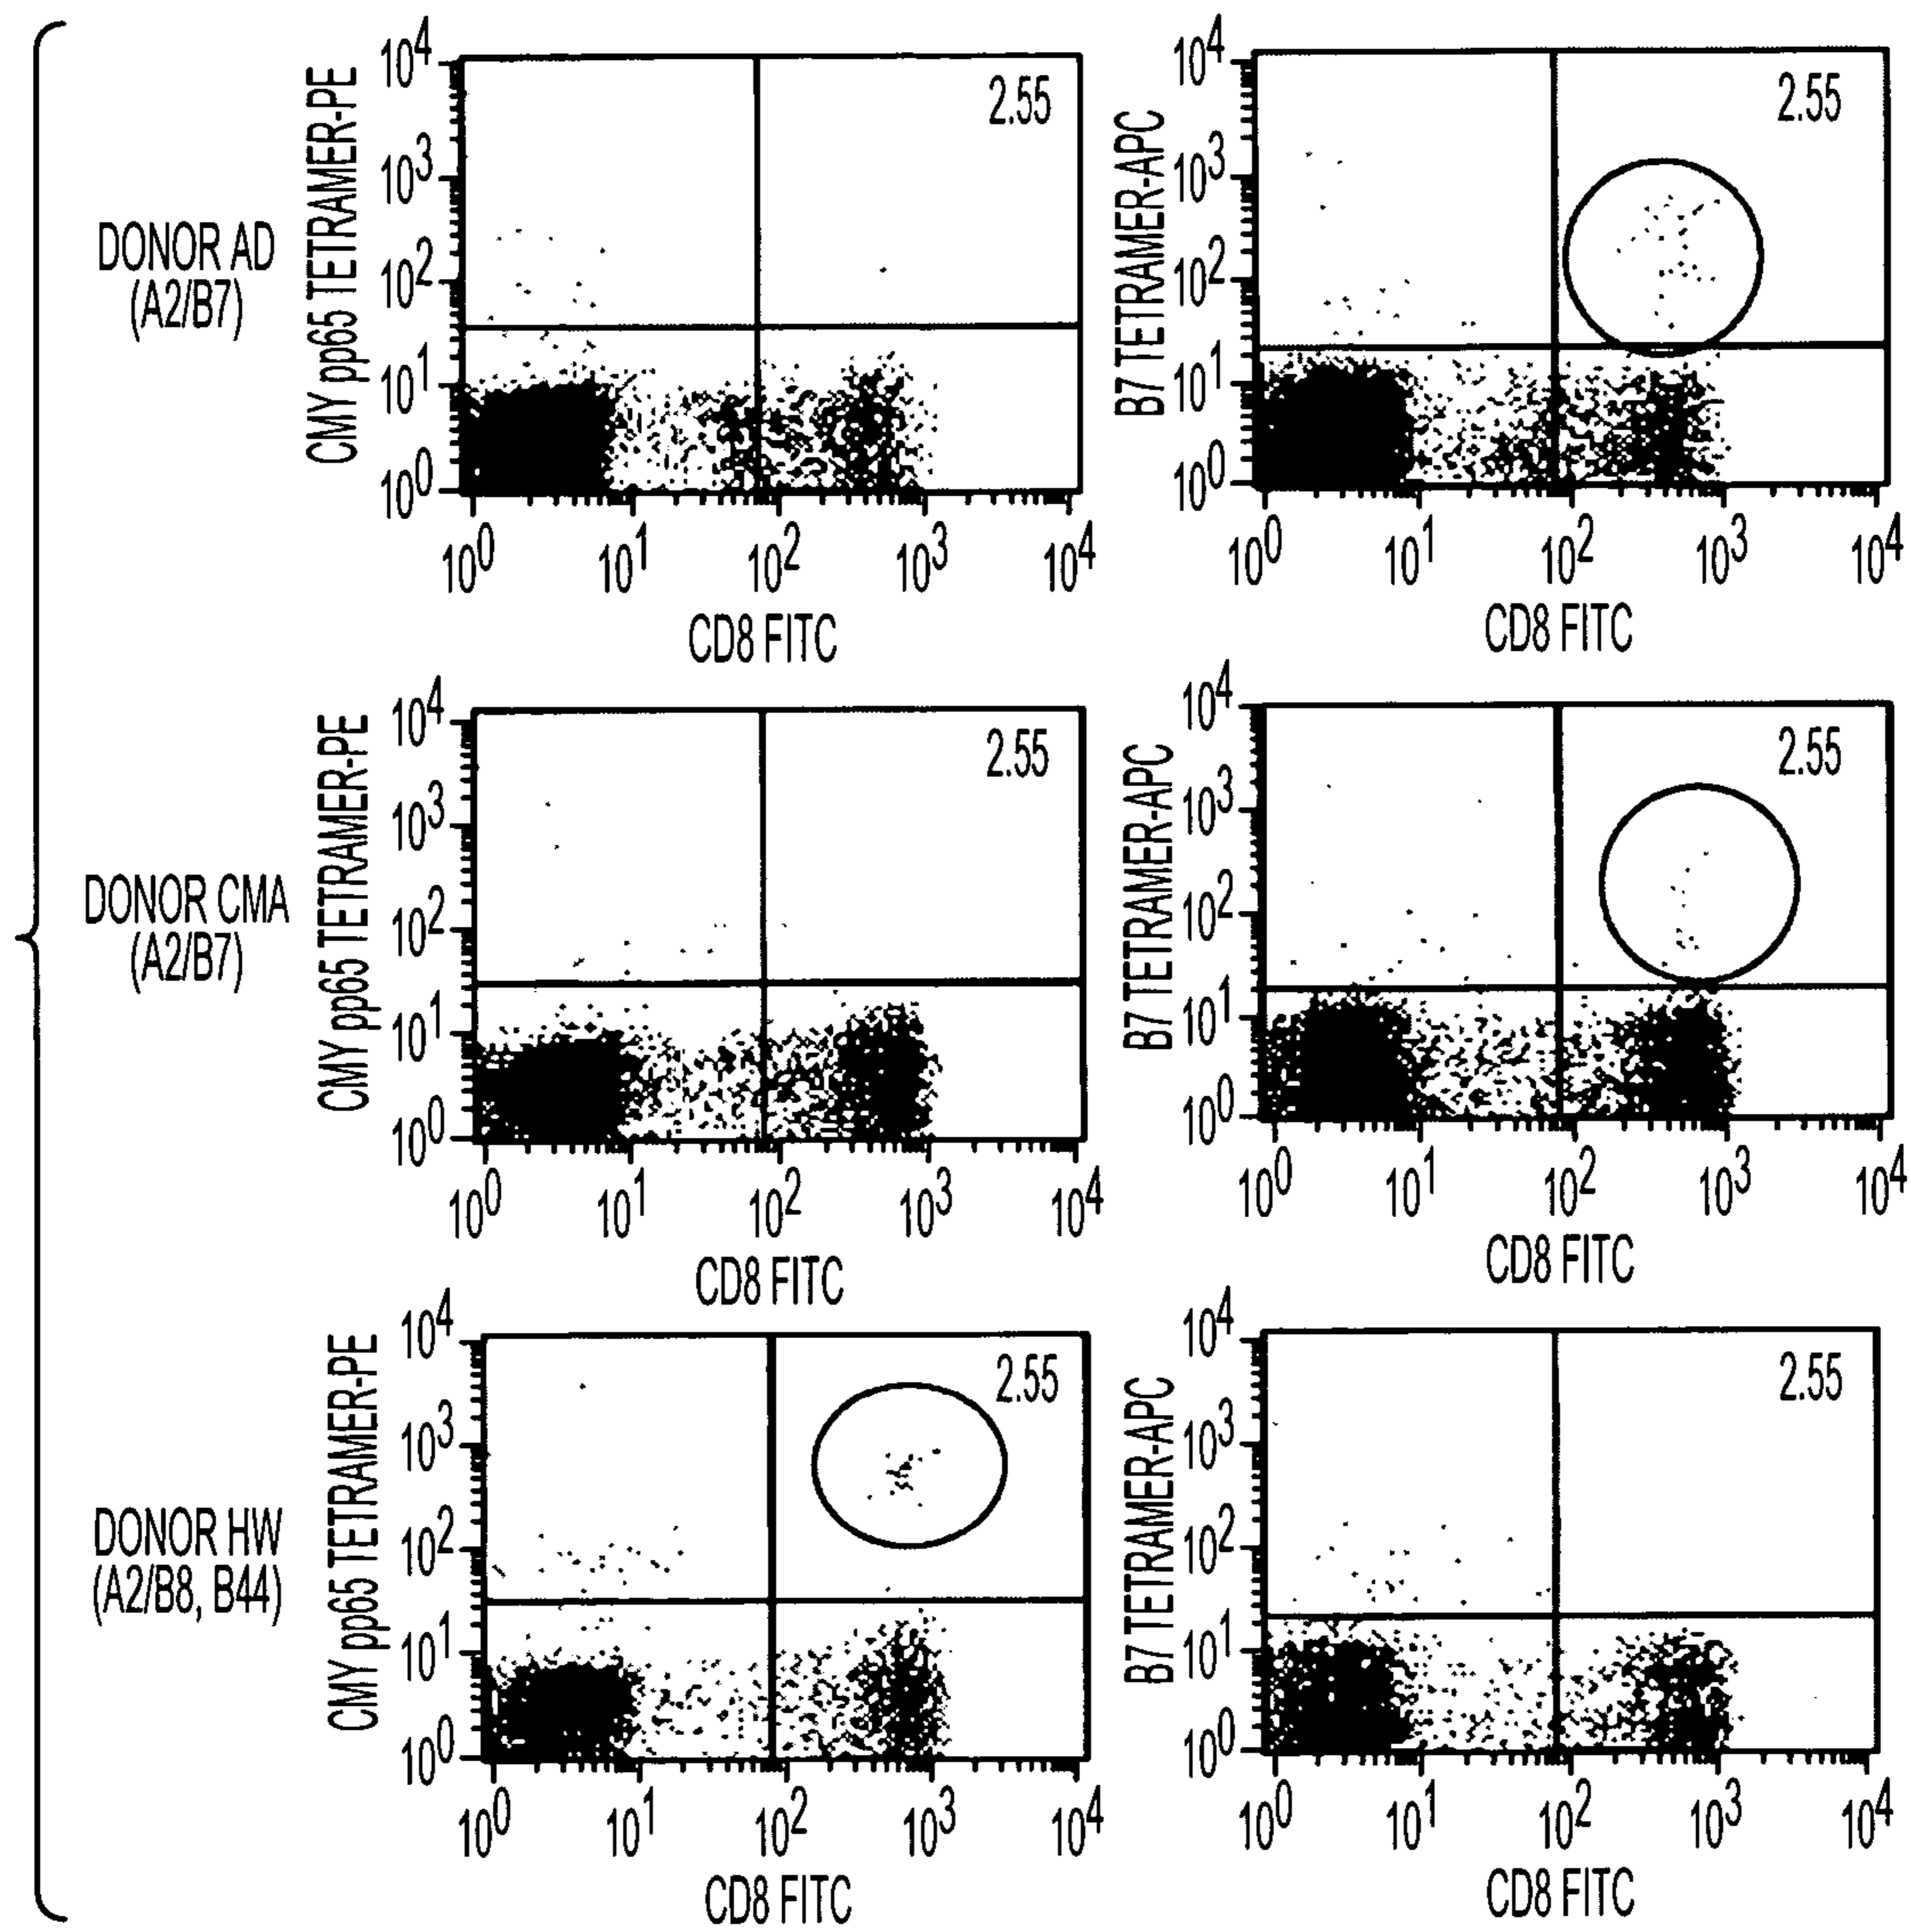 DONOR AD
(A2/B7)
CMY pp65 TETRAMER-PE
10^4
10^3
10^2
10^1
10^0
2.55
10^0 10^1 10^2 10^3 10^4
CD8 FITC
B7 TETRAMER-APC
10^4
10^3
10^2
10^1
10^0
2.55
10^0 10^1 10^2 10^3 10^4
CD8 FITC
DONOR CMA
(A2/B7)
CMY pp65 TETRAMER-PE
10^4
10^3
10^2
10^1
10^0
2.55
10^0 10^1 10^2 10^3 10^4
CD8 FITC
B7 TETRAMER-APC
10^4
10^3
10^2
10^1
10^0
2.55
10^0 10^1 10^2 10^3 10^4
CD8 FITC
DONOR HW
(A2/B8, B44)
CMY pp65 TETRAMER-PE
10^4
10^3
10^2
10^1
10^0
2.55
10^0 10^1 10^2 10^3 10^4
CD8 FITC
B7 TETRAMER-APC
10^4
10^3
10^2
10^1
10^0
2.55
10^0 10^1 10^2 10^3 10^4
CD8 FITC